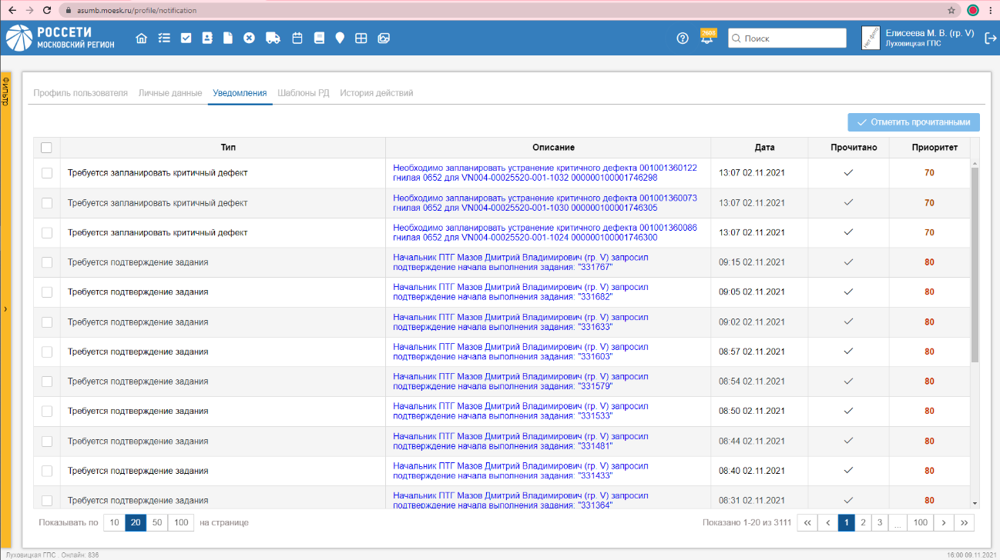 asumb.moesk.ru/profile/notification
РОССЕТИ
МОСКОВСКИЙ РЕГИОН
2608
Поиск
Нет фото
Елисеева М. В. (гр. V)
Луховицкая ГПС
Фильтр
Профиль пользователя Личные данные Уведомления Шаблоны РД История действий
Отметить прочитанными
Тип Описание Дата Прочитано Приоритет
Требуется запланировать критичный дефект Необходимо запланировать устранение критичного дефекта 001001360122 13:07 02.11.2021 70
гнилая 0652 для VN004-00025520-001-1032 000000100001746298
Требуется запланировать критичный дефект Необходимо запланировать устранение критичного дефекта 001001360073 13:07 02.11.2021 70
гнилая 0652 для VN004-00025520-001-1030 000000100001746305
Требуется запланировать критичный дефект Необходимо запланировать устранение критичного дефекта 001001360086 13:07 02.11.2021 70
гнилая 0652 для VN004-00025520-001-1024 000000100001746300
Требуется подтверждение задания Начальник ПТГ Мазов Дмитрий Владимирович (гр. V) запросил 09:15 02.11.2021 80
подтверждение начала выполнения задания: "331767"
Требуется подтверждение задания Начальник ПТГ Мазов Дмитрий Владимирович (гр. V) запросил 09:05 02.11.2021 80
подтверждение начала выполнения задания: "331682"
Требуется подтверждение задания Начальник ПТГ Мазов Дмитрий Владимирович (гр. V) запросил 09:02 02.11.2021 80
подтверждение начала выполнения задания: "331633"
Требуется подтверждение задания Начальник ПТГ Мазов Дмитрий Владимирович (гр. V) запросил 08:57 02.11.2021 80
подтверждение начала выполнения задания: "331603"
Требуется подтверждение задания Начальник ПТГ Мазов Дмитрий Владимирович (гр. V) запросил 08:54 02.11.2021 80
подтверждение начала выполнения задания: "331579"
Требуется подтверждение задания Начальник ПТГ Мазов Дмитрий Владимирович (гр. V) запросил 08:50 02.11.2021 80
подтверждение начала выполнения задания: "331533"
Требуется подтверждение задания Начальник ПТГ Мазов Дмитрий Владимирович (гр. V) запросил 08:44 02.11.2021 80
подтверждение начала выполнения задания: "331481"
Требуется подтверждение задания Начальник ПТГ Мазов Дмитрий Владимирович (гр. V) запросил 08:40 02.11.2021 80
подтверждение начала выполнения задания: "331433"
Требуется подтверждение задания Начальник ПТГ Мазов Дмитрий Владимирович (гр. V) запросил 08:31 02.11.2021 80
подтверждение начала выполнения задания: "331364"
Показывать по 10 20 50 100 на странице Показано 1-20 из 3111 « ‹ 1 2 3 ... 100 › »
Луховицкая ГПС . Онлайн: 836 16:00 09.11.2021